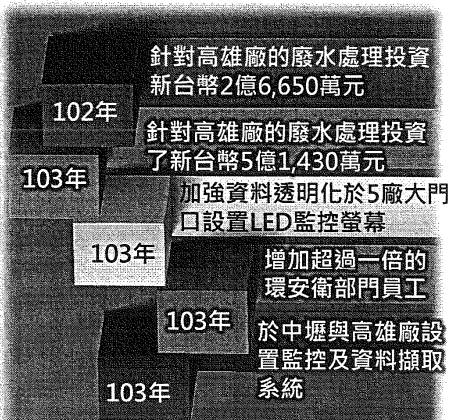 針對高雄廠的廢水處理投資
新台幣2億6,650萬元
102年
針對高雄廠的廢水處理投資
了新台幣5億1,430萬元
103年
加強資料透明化於5廠大門
口設置LED監控螢幕
103年
增加超過一倍的
環安衛部門員工
103年
於中壢與高雄廠設
置監控及資料擷取
系統
103年